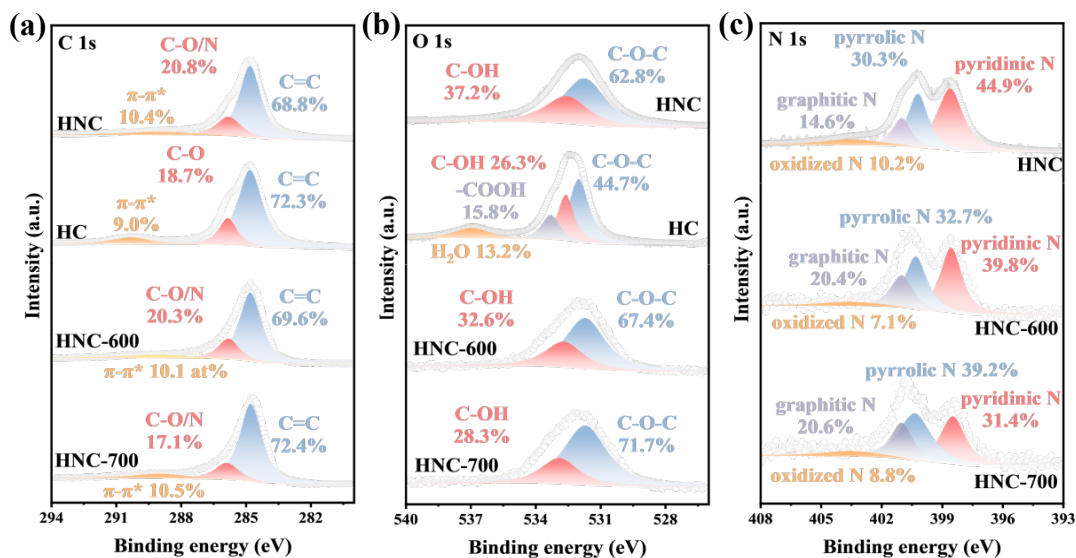 (a)
C 1s
C-O/N
20.8%
C=C
68.8%
π-π*
10.4%
HNC
C-O
18.7%
C=C
72.3%
π-π*
9.0%
HC
C-O/N
20.3%
C=C
69.6%
HNC-600
π-π* 10.1 at%
C-O/N
17.1%
C=C
72.4%
HNC-700
π-π* 10.5%
294 291 288 285 282
Binding energy (eV)
Intensity (a.u.)
(b)
O 1s
C-O-C
62.8%
C-OH
37.2%
HNC
C-OH 26.3%
C-O-C
44.7%
-COOH
15.8%
HC
H2O 13.2%
C-OH
32.6%
C-O-C
67.4%
HNC-600
C-OH
28.3%
C-O-C
71.7%
HNC-700
540 537 534 531 528
Binding energy (eV)
Intensity (a.u.)
(c)
N 1s
pyrrolic N
30.3%
pyridinic N
44.9%
graphitic N
14.6%
oxidized N 10.2%
HNC
pyrrolic N 32.7%
pyridinic N
39.8%
graphitic N
20.4%
oxidized N 7.1%
HNC-600
pyrrolic N 39.2%
graphitic N
20.6%
pyridinic N
31.4%
oxidized N 8.8%
HNC-700
408 405 402 399 396 393
Binding energy (eV)
Intensity (a.u.)